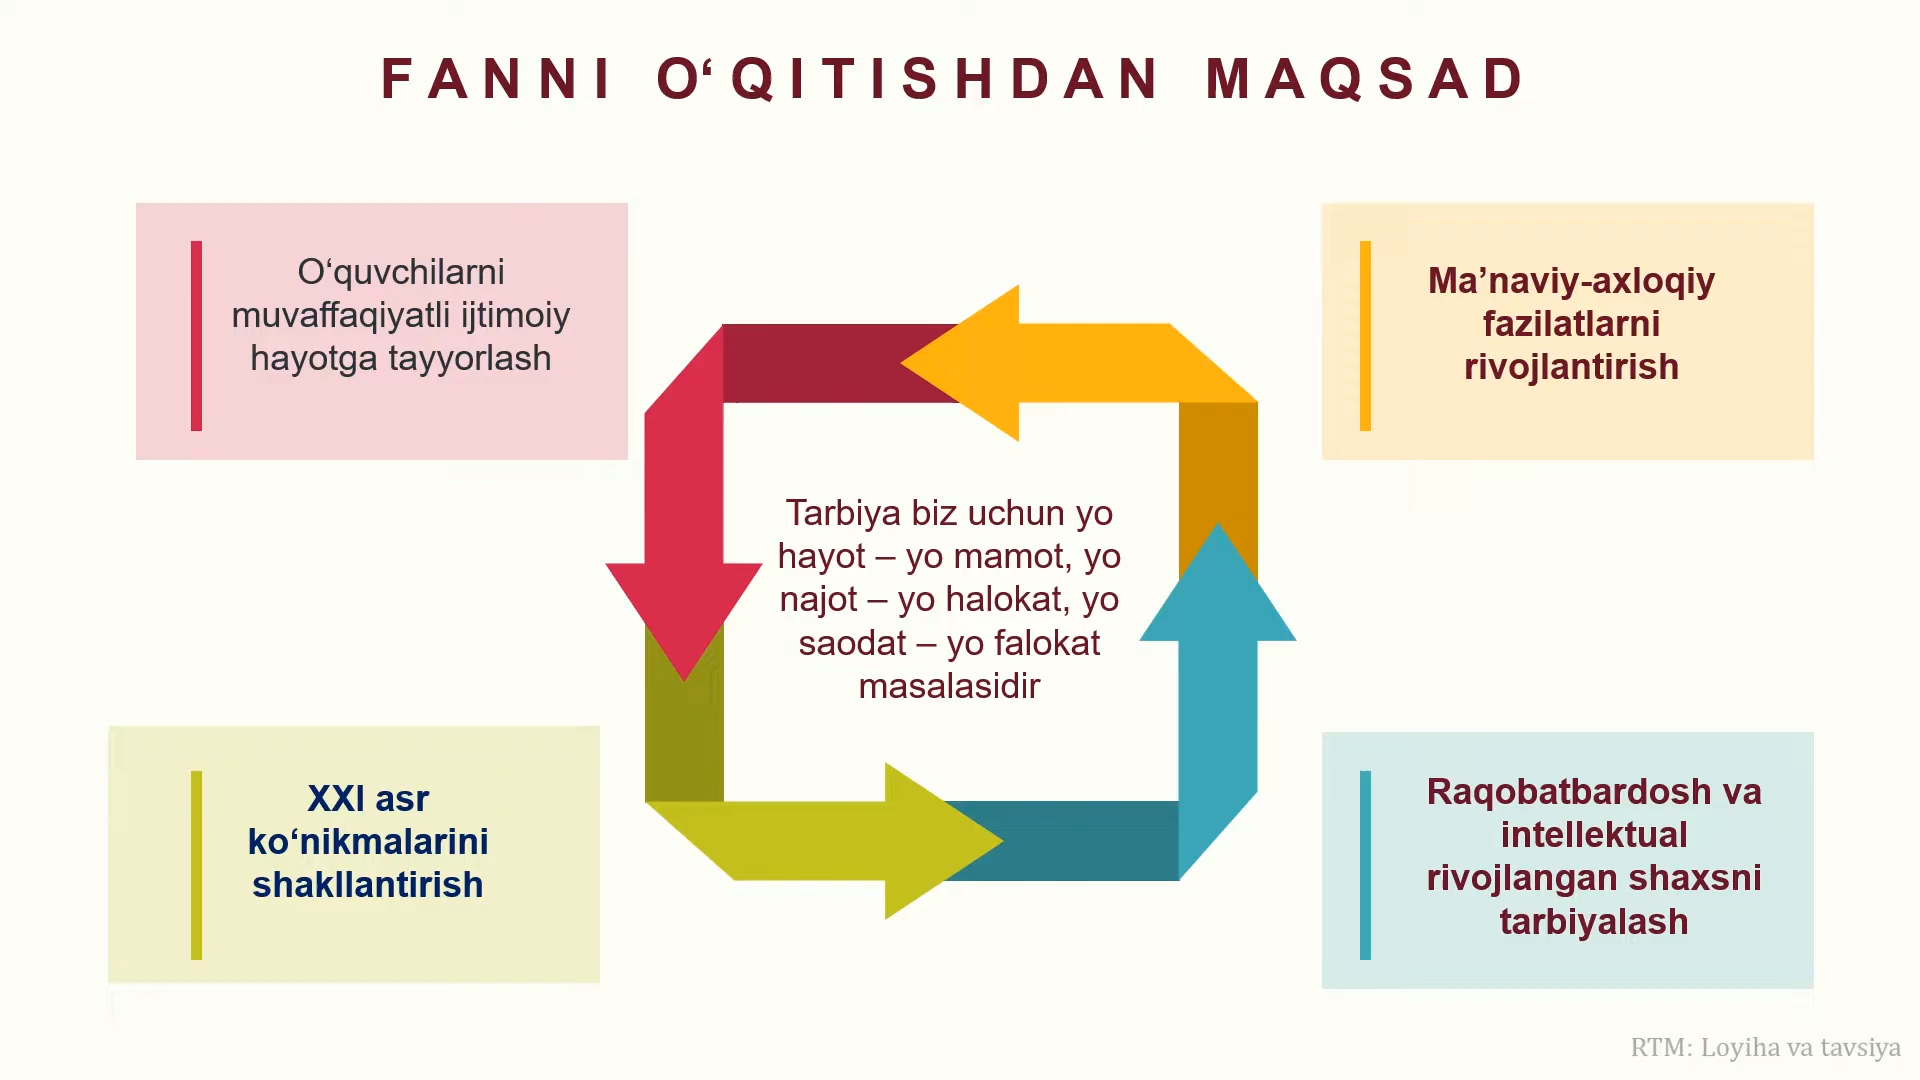 FANNI O‘QITISHDAN MAQSAD
O‘quvchilarni
muvaffaqiyatli ijtimoiy
hayotga tayyorlash
Ma’naviy-axloqiy
fazilatlarni
rivojlantirish
Tarbiya biz uchun yo
hayot – yo mamot, yo
najot – yo halokat, yo
saodat – yo falokat
masalasidir
XXI asr
ko‘nikmalarini
shakllantirish
Raqobatbardosh va
intellektual
rivojlangan shaxsni
tarbiyalash
RTM: Loyiha va tavsiya